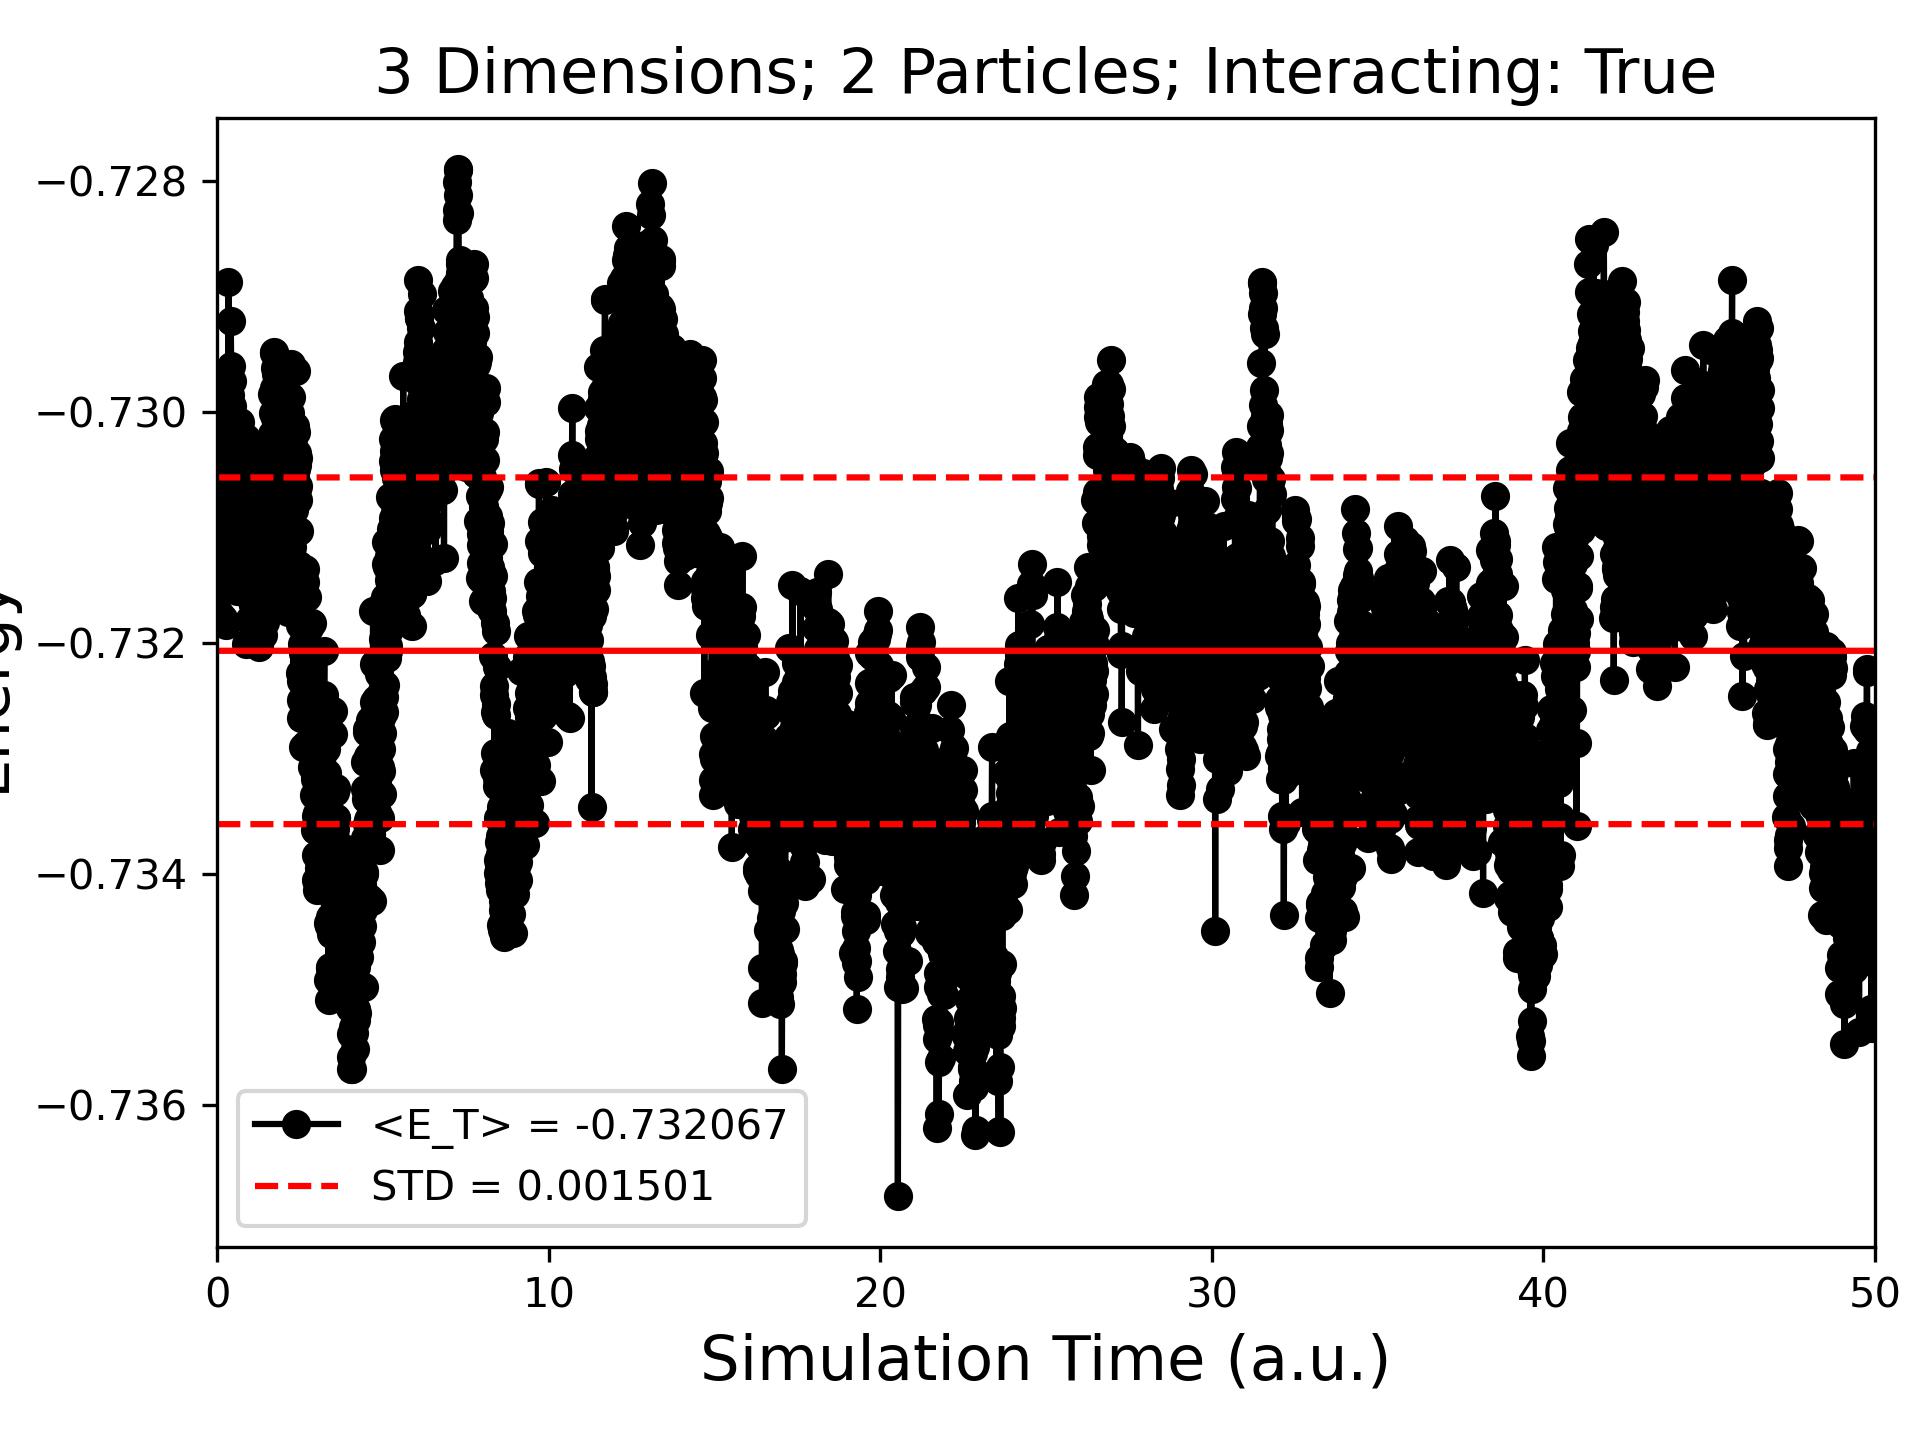 3 Dimensions; 2 Particles; Interacting: True
Energy
−0.728
−0.730
−0.732
−0.734
−0.736
<E_T> = -0.732067
STD = 0.001501
0 10 20 30 40 50
Simulation Time (a.u.)